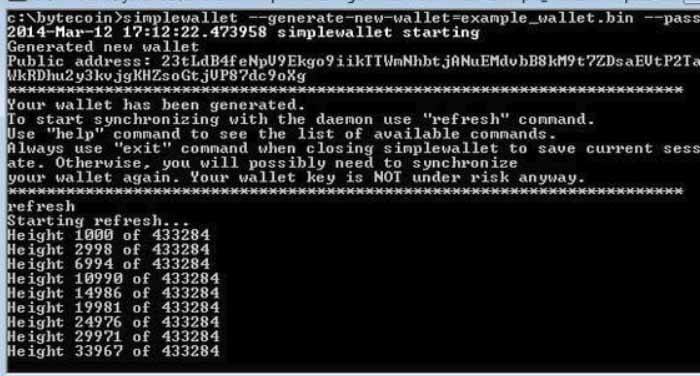 c:\bytecoin>simplewallet --generate-new-wallet=example_wallet.bin --pass
2014-Mar-12 17:12:22.473958 simplewallet starting
Generated new wallet
Public address: 23tLdB4feNpU9Ekgo9iikTTWmNhbtjANuEMdvbB8kM9t7ZDsaEUtP2Ta
WkRDhu2y3kvjgKHZsoGtjVP87dc9oXg
*************************************************************************
Your wallet has been generated.
To start synchronizing with the daemon use "refresh" command.
Use "help" command to see the list of available commands.
Always use "exit" command when closing simplewallet to save current sess
ate. Otherwise, you will possibly need to synchronize
your wallet again. Your wallet key is NOT under risk anyway.
*************************************************************************
refresh
Starting refresh...
Height 1000 of 433284
Height 2998 of 433284
Height 6994 of 433284
Height 10990 of 433284
Height 14986 of 433284
Height 19981 of 433284
Height 24976 of 433284
Height 29971 of 433284
Height 33967 of 433284